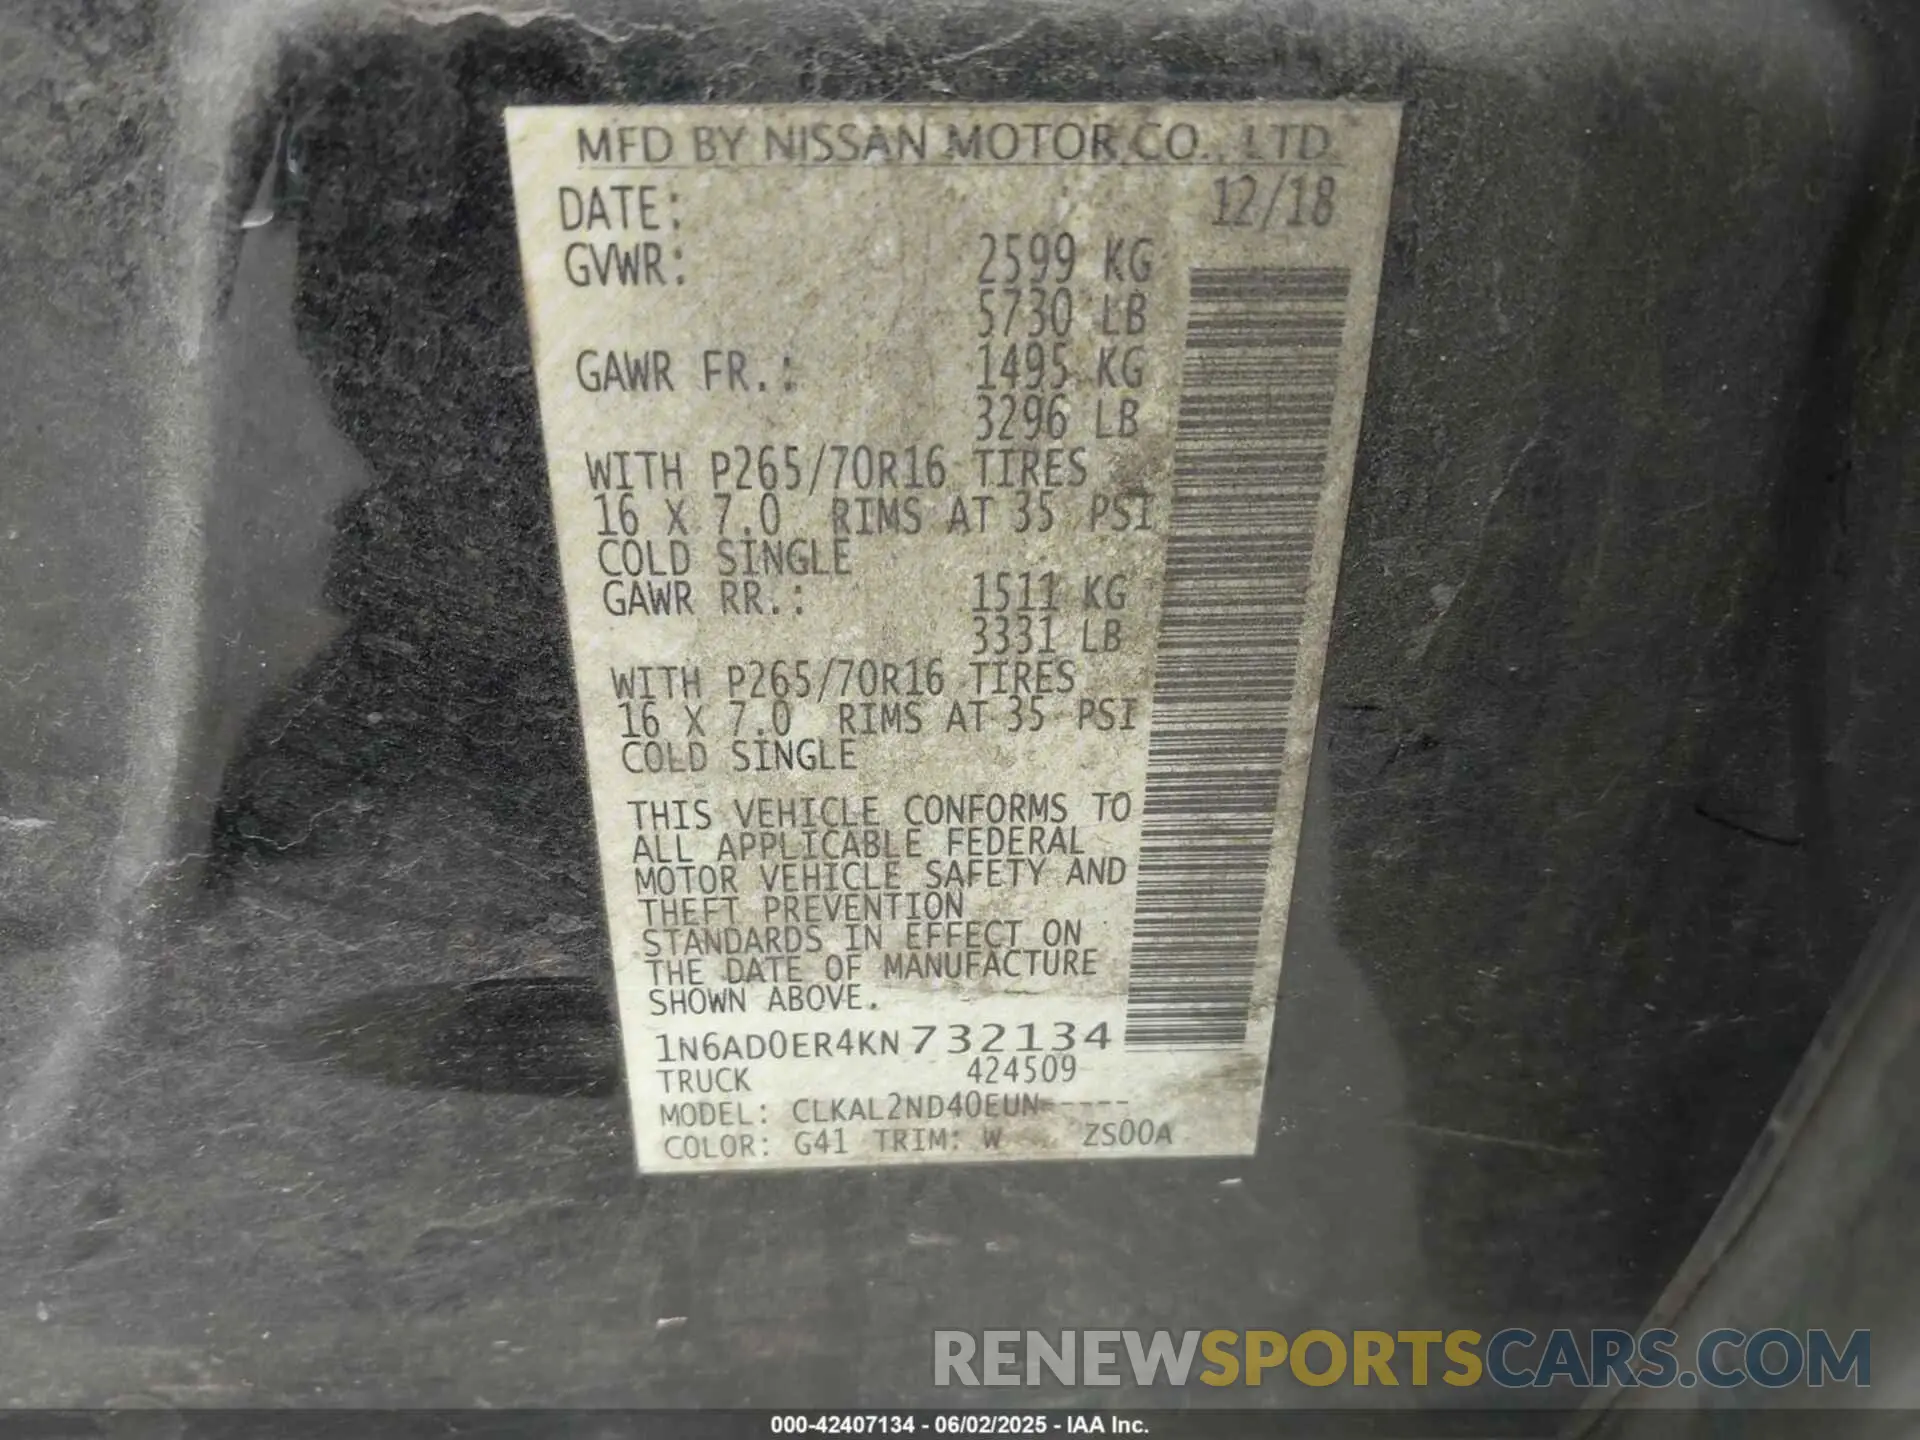 MFD BY NISSAN MOTOR CO., LTD
DATE: 12/18
GVWR: 2599 KG
5730 LB
GAWR FR.: 1495 KG
3296 LB
WITH P265/70R16 TIRES
16 X 7.0 RIMS AT 35 PSI
COLD SINGLE
GAWR RR.: 1511 KG
3331 LB
WITH P265/70R16 TIRES
16 X 7.0 RIMS AT 35 PSI
COLD SINGLE
THIS VEHICLE CONFORMS TO
ALL APPLICABLE FEDERAL
MOTOR VEHICLE SAFETY AND
THEFT PREVENTION
STANDARDS IN EFFECT ON
THE DATE OF MANUFACTURE
SHOWN ABOVE.
1N6AD0ER4KN732134
TRUCK 424509
MODEL: CLKAL2ND40EUN-----
COLOR: G41 TRIM: W ZS00A
RENEWSPORTSCARS.COM
000-42407134 - 06/02/2025 - IAA Inc.